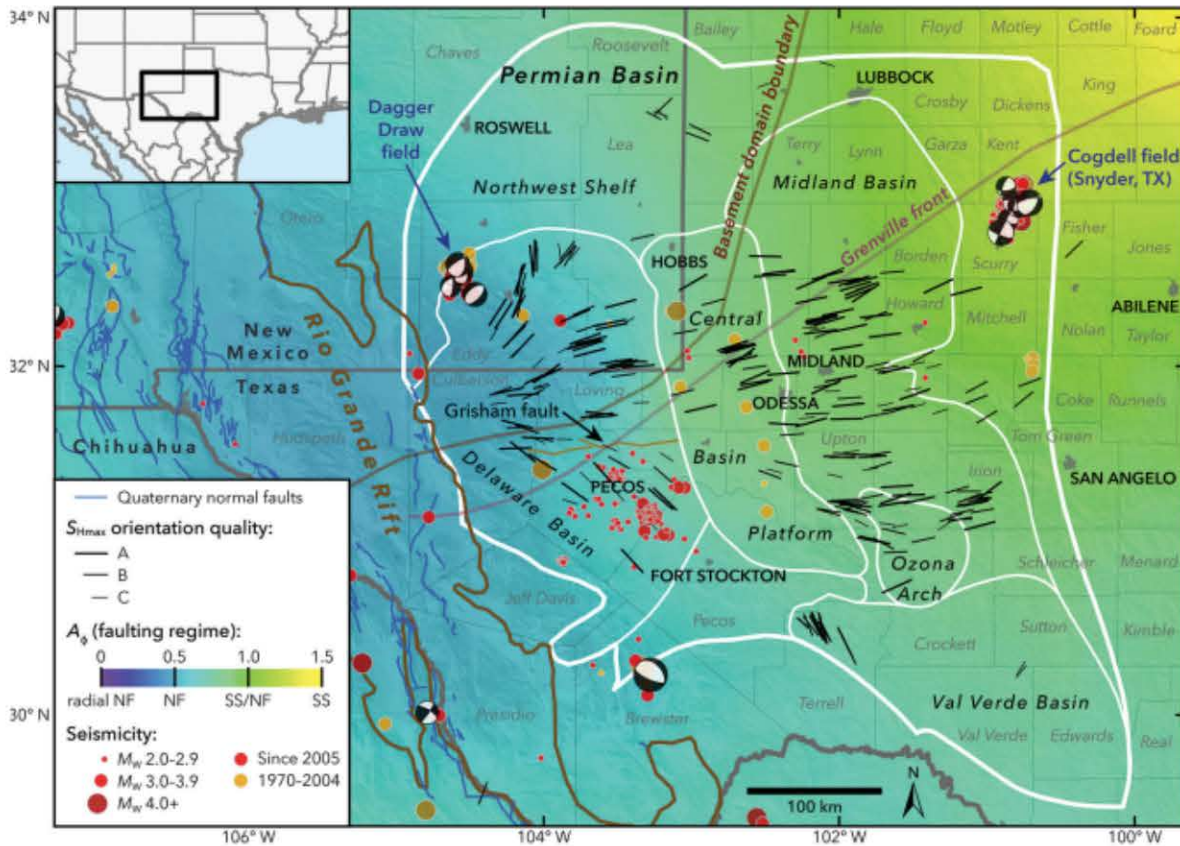 34° N
32° N
30° N
106° W
104° W
102° W
100° W
Bailey
Hale
Floyd
Motley
Cottle
Foard
Chaves
Roosevelt
Permian Basin
LUBBOCK
King
Crosby
Dickens
Dagger
Draw
field
ROSWELL
Lea
Basement domain boundary
Terry
Lynn
Garza
Kent
Cogdell field
(Snyder, TX)
Northwest Shelf
Midland Basin
Grenville front
Otero
Fisher
Jones
HOBBS
Borden
Scurry
ABILENE
Howard
Mitchell
Nolan
Taylor
Central
New
Mexico
Texas
Rio Grande Rift
Eddy
Culberson
Loving
MIDLAND
ODESSA
Coke
Runnels
Grisham fault
Chihuahua
Hudspeth
Upton
Tom Green
Basin
Irion
SAN ANGELO
Delaware Basin
PECOS
Platform
Ozona
Arch
Schleicher
Menard
FORT STOCKTON
Jeff Davis
Pecos
Crockett
Sutton
Kimble
Val Verde Basin
Presidio
Brewster
Terrell
Val Verde
Edwards
Real
Quaternary normal faults
SHmax orientation quality:
A
B
C
Aϕ (faulting regime):
0 0.5 1.0 1.5
radial NF NF SS/NF SS
Seismicity:
Mw 2.0-2.9
Since 2005
Mw 3.0-3.9
1970-2004
Mw 4.0+
100 km
N